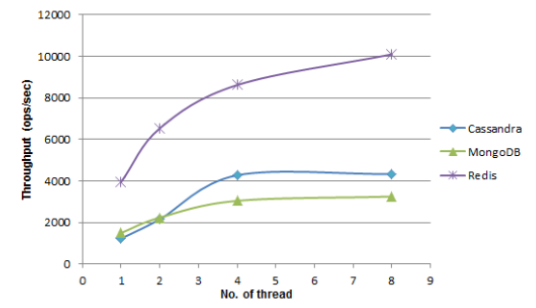 12000
10000
8000
6000
4000
2000
0
Throughput (ops/sec)
0 1 2 3 4 5 6 7 8 9
No. of thread
Cassandra
MongoDB
Redis